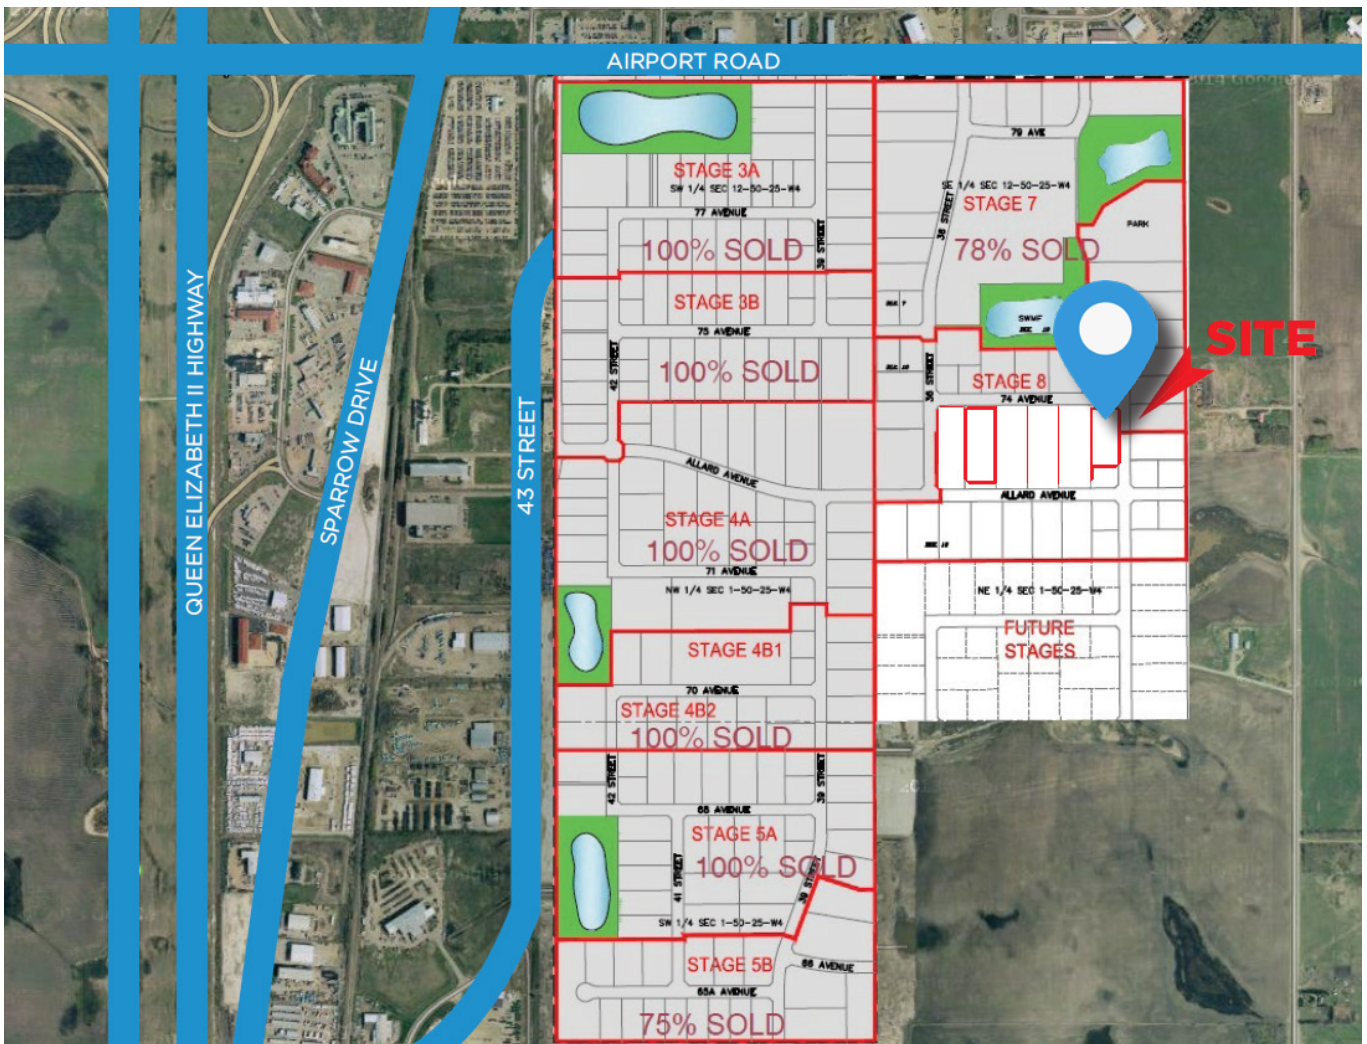 AIRPORT ROAD
QUEEN ELIZABETH III HIGHWAY
SPARROW DRIVE
43 STREET
STAGE 3A
SW 1/4 SEC 12-50-25-W4
77 AVENUE
39 STREET
100% SOLD
STAGE 3B
75 AVENUE
42 STREET
100% SOLD
ALLARD AVENUE
STAGE 4A
100% SOLD
71 AVENUE
NW 1/4 SEC 1-50-25-W4
STAGE 4B1
70 AVENUE
STAGE 4B2
100% SOLD
42 STREET
39 STREET
68 AVENUE
STAGE 5A
100% SOLD
41 STREET
39 STREET
SW 1/4 SEC 1-50-25-W4
STAGE 5B
66 AVENUE
65A AVENUE
75% SOLD
79 AVE
SE 1/4 SEC 12-50-25-W4
STAGE 7
36 STREET
PARK
78% SOLD
SWMF
SITE
36 STREET
STAGE 8
74 AVENUE
ALLARD AVENUE
NE 1/4 SEC 1-50-25-W4
FUTURE
STAGES